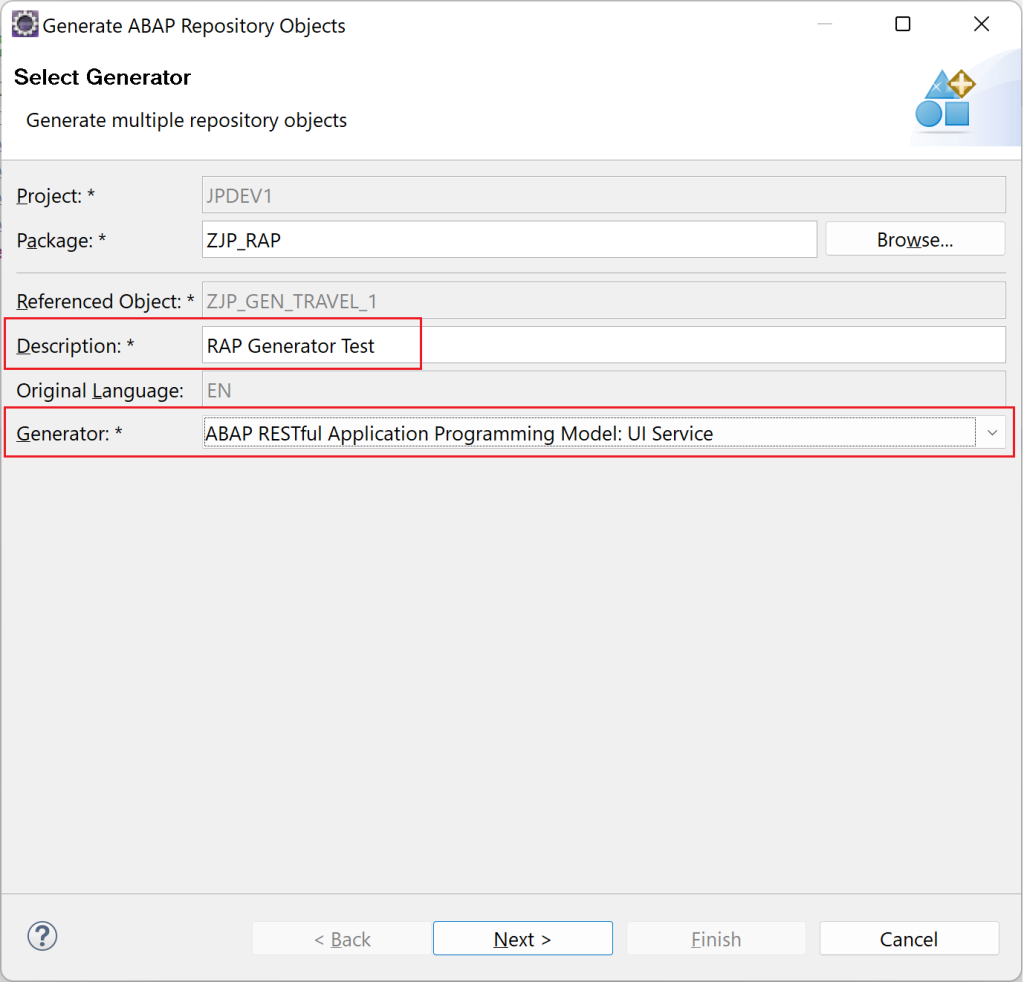 Generate ABAP Repository Objects
Select Generator
Generate multiple repository objects
Project: * JPDEV1
Package: * ZJP_RAP Browse...
Referenced Object: * ZJP_GEN_TRAVEL_1
Description: * RAP Generator Test
Original Language: EN
Generator: * ABAP RESTful Application Programming Model: UI Service
? < Back Next > Finish Cancel